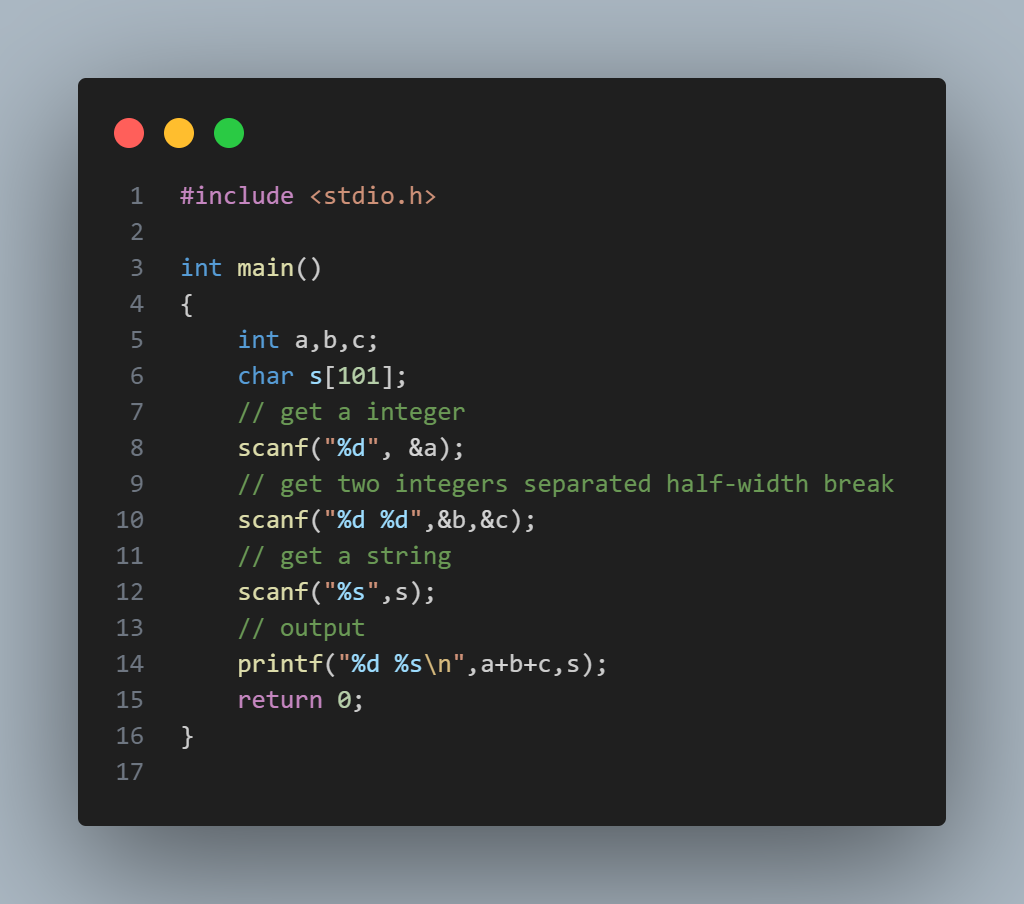 1 #include <stdio.h>
2
3 int main()
4 {
5     int a,b,c;
6     char s[101];
7     // get a integer
8     scanf("%d", &a);
9     // get two integers separated half-width break
10     scanf("%d %d",&b,&c);
11     // get a string
12     scanf("%s",s);
13     // output
14     printf("%d %s\n",a+b+c,s);
15     return 0;
16 }
17